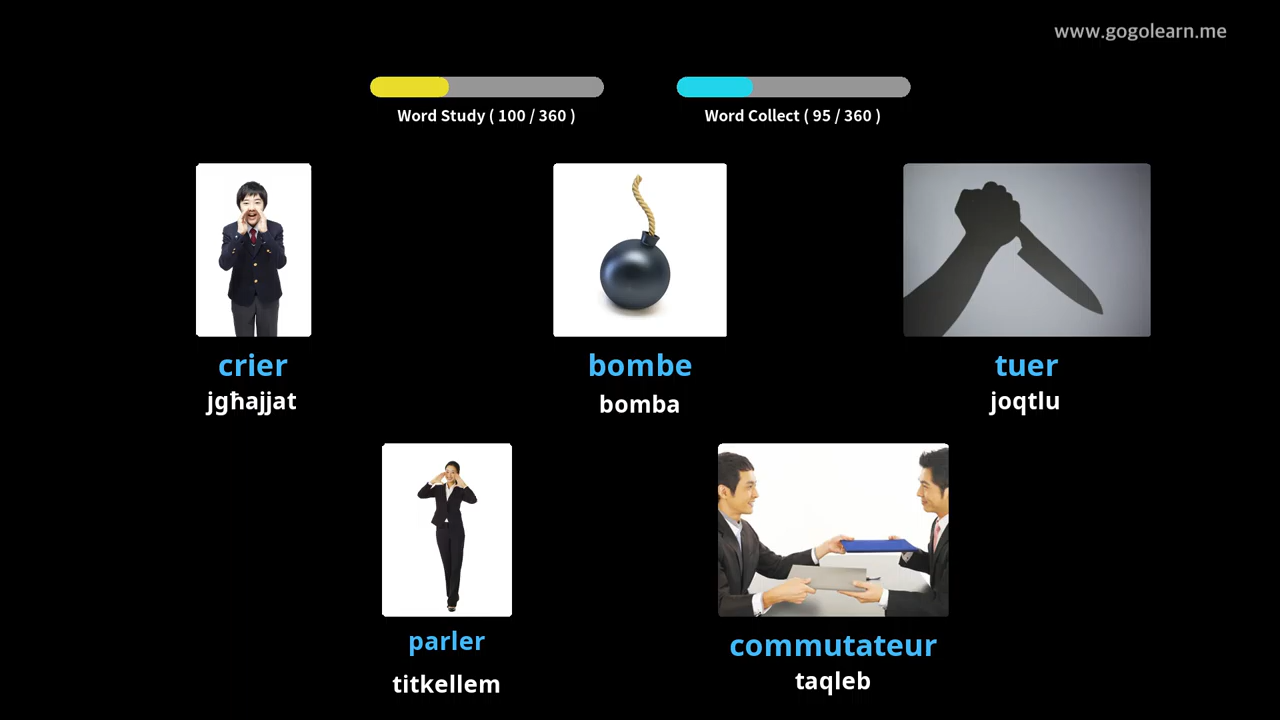 www.gogolearn.me
Word Study ( 100 / 360 )
Word Collect ( 95 / 360 )
crier
jgħajjat
bombe
bomba
tuer
joqtlu
parler
titkellem
commutateur
taqleb